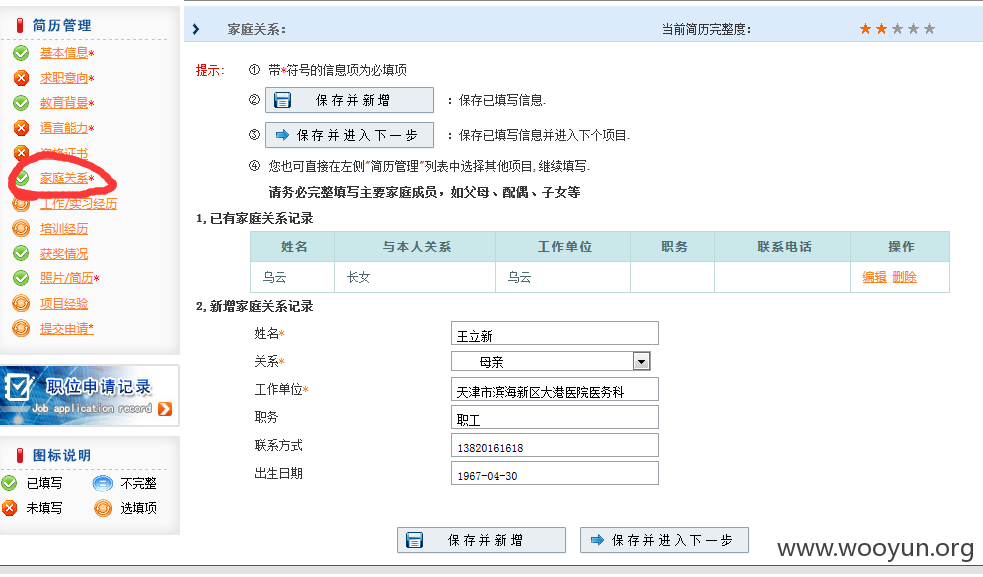 简历管理
基本信息*
求职意向*
教育背景*
语言能力*
资格证书
家庭关系*
工作/实习经历
培训经历
获奖情况
照片/简历*
项目经验
提交申请*
职位申请记录
Job application record
图标说明
已填写 不完整
未填写 选填项
家庭关系: 当前简历完整度:
提示: ① 带*符号的信息项为必填项
② 保存并新增 : 保存已填写信息.
③ 保存并进入下一步 : 保存已填写信息并进入下个项目.
④ 您也可直接在左侧"简历管理"列表中选择其他项目,继续填写.
请务必完整填写主要家庭成员，如父母、配偶、子女等
1,已有家庭关系记录
姓名 与本人关系 工作单位 职务 联系电话 操作
乌云 长女 乌云 编辑 删除
2,新增家庭关系记录
姓名* 王立新
关系* 母亲
工作单位* 天津市滨海新区大港医院医务科
职务 职工
联系方式 13820161618
出生日期 1967-04-30
保存并新增 保存并进入下一步
www.wooyun.org